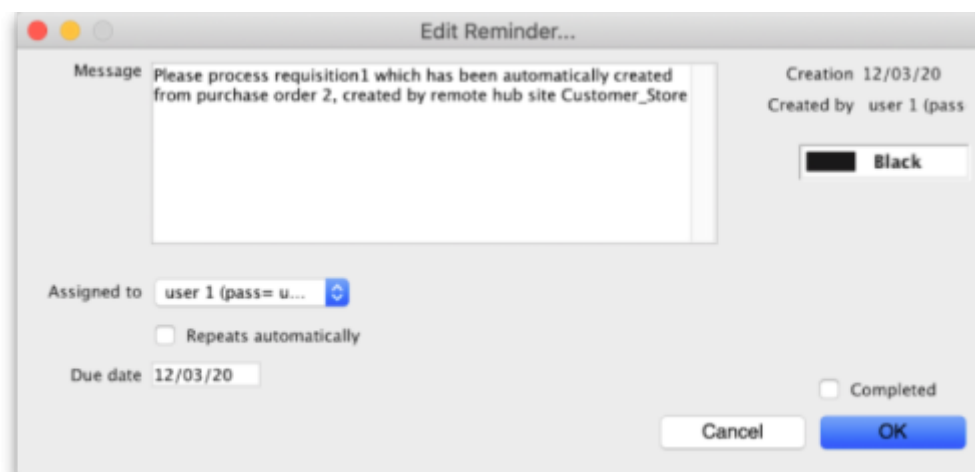 Edit Reminder...
Message
Please process requisition1 which has been automatically created
from purchase order 2, created by remote hub site Customer_Store
Creation 12/03/20
Created by user 1 (pass
Black
Assigned to user 1 (pass= u...
Repeats automatically
Due date 12/03/20
Completed
Cancel OK